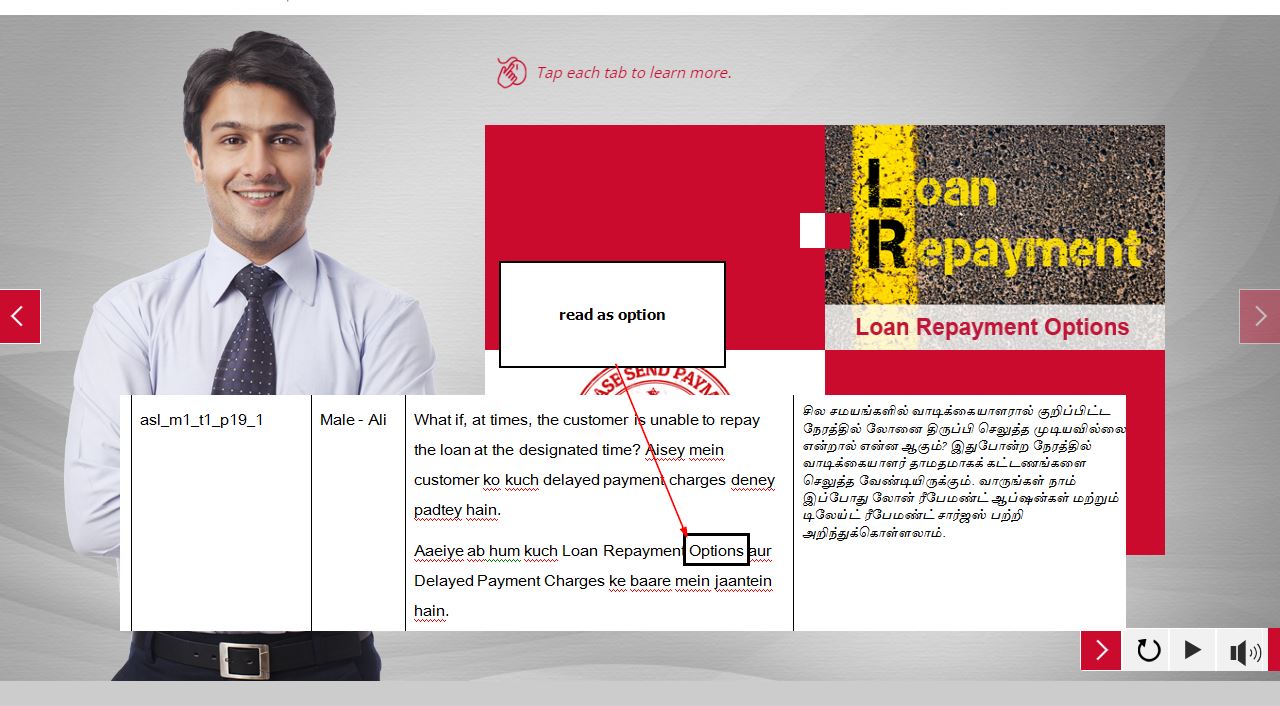 Tap each tab to learn more.
Loan
Repayment
Loan Repayment Options
read as option
ASE SEND PAYM
asl_m1_t1_p19_1
Male - Ali
What if, at times, the customer is unable to repay
the loan at the designated time? Aisey mein
customer ko kuch delayed payment charges deney
padtey hain.
Aaeiye ab hum kuch Loan Repayment Options aur
Delayed Payment Charges ke baare mein jaantein
hain.
சில சமயங்களில் வாடிக்கையாளரால் குறிப்பிட்ட
நேரத்தில் லோனை திருப்பி செலுத்த முடியவில்லை
என்றால் என்ன ஆகும்? இதுபோன்ற நேரத்தில்
வாடிக்கையாளர் தாமதமாகக் கட்டணங்களை
செலுத்த வேண்டியிருக்கும். வாருங்கள் நாம்
இப்போது லோன் ரீபேமண்ட் ஆப்ஷன்கள் மற்றும்
டிலேய்ட் ரீபேமண்ட் சார்ஜஸ் பற்றி
அறிந்துக்கொள்ளலாம்.